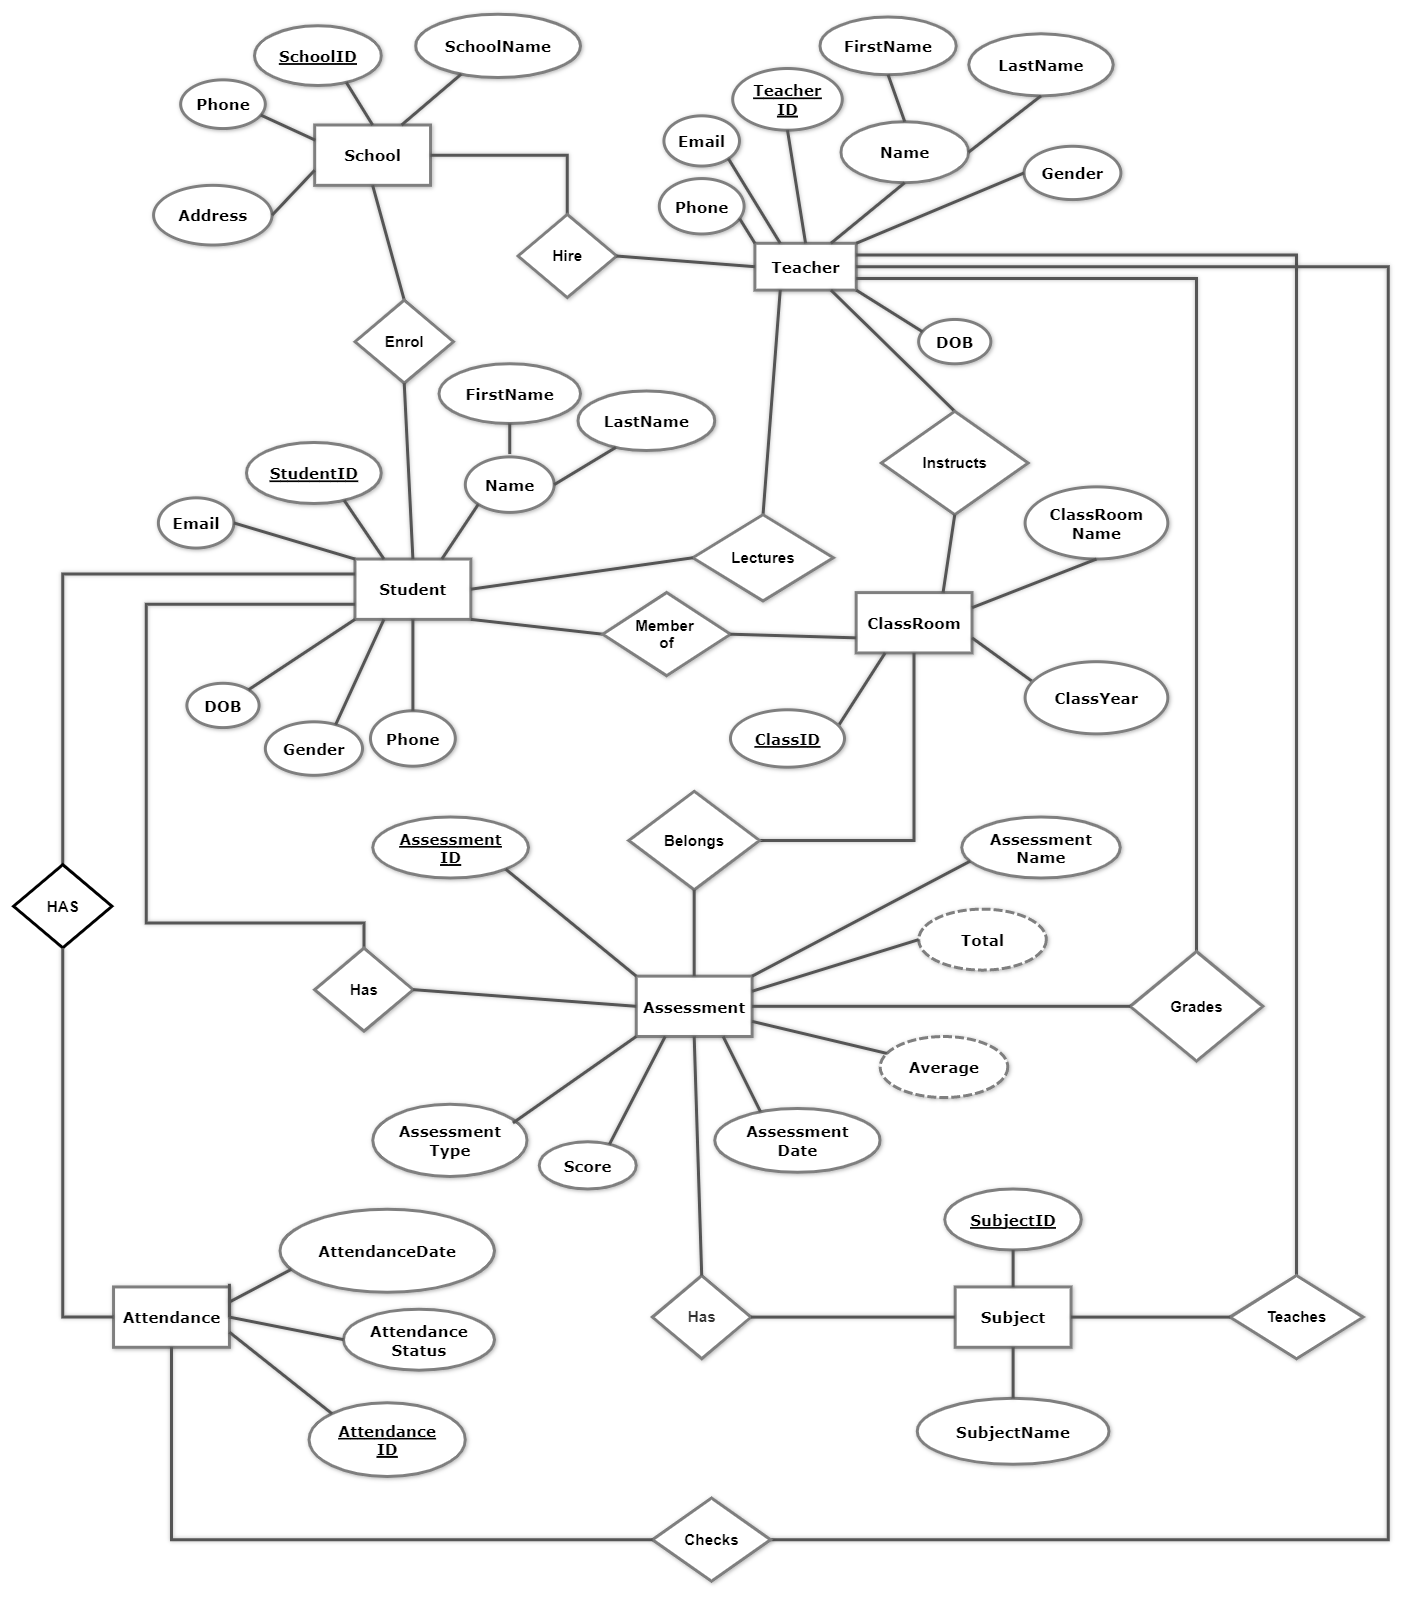 SchoolID
SchoolName
Phone
School
Address
FirstName
LastName
Teacher
ID
Email
Name
Phone
Gender
Hire
Teacher
DOB
Enrol
FirstName
LastName
StudentID
Name
Email
Instructs
ClassRoom
Name
Lectures
Student
Member
of
ClassRoom
DOB
Gender
Phone
ClassID
ClassYear
Assessment
ID
Belongs
Assessment
Name
HAS
Total
Has
Assessment
Grades
Average
Assessment
Type
Score
Assessment
Date
AttendanceDate
SubjectID
Attendance
Attendance
Status
Has
Subject
Teaches
Attendance
ID
SubjectName
Checks